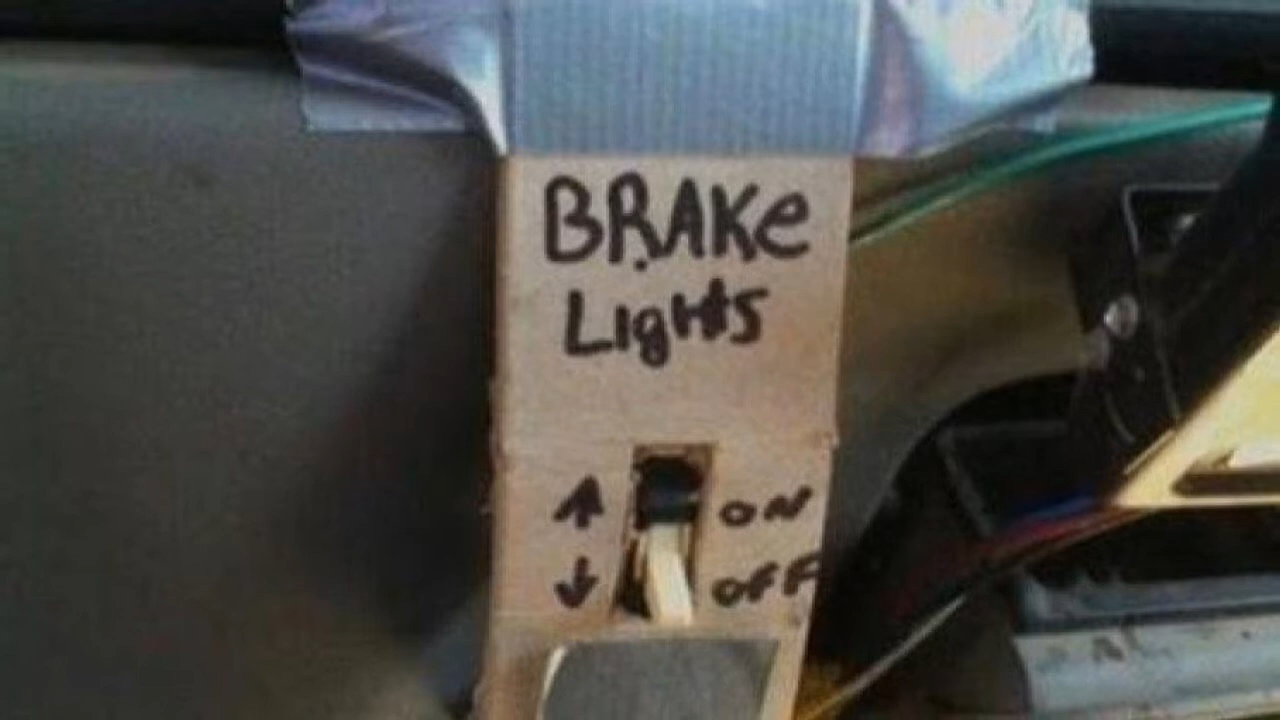 BRAKe
Lights
↑ ON
↓ OFF